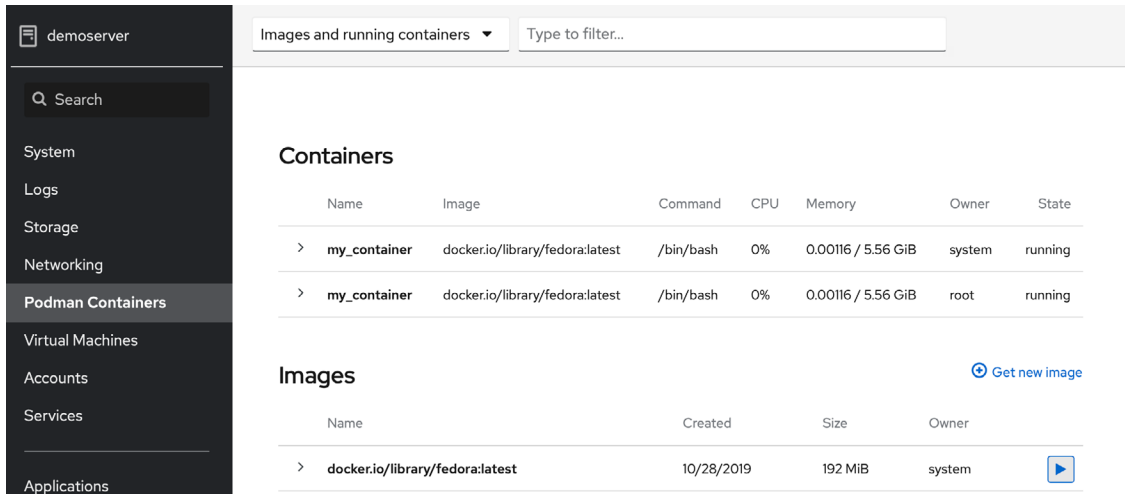 demoserver
Search
System
Logs
Storage
Networking
Podman Containers
Virtual Machines
Accounts
Services
Applications
Images and running containers Type to filter...
Containers
Name Image Command CPU Memory Owner State
my_container docker.io/library/fedora:latest /bin/bash 0% 0.00116 / 5.56 GiB system running
my_container docker.io/library/fedora:latest /bin/bash 0% 0.00116 / 5.56 GiB root running
Images Get new image
Name Created Size Owner
docker.io/library/fedora:latest 10/28/2019 192 MiB system